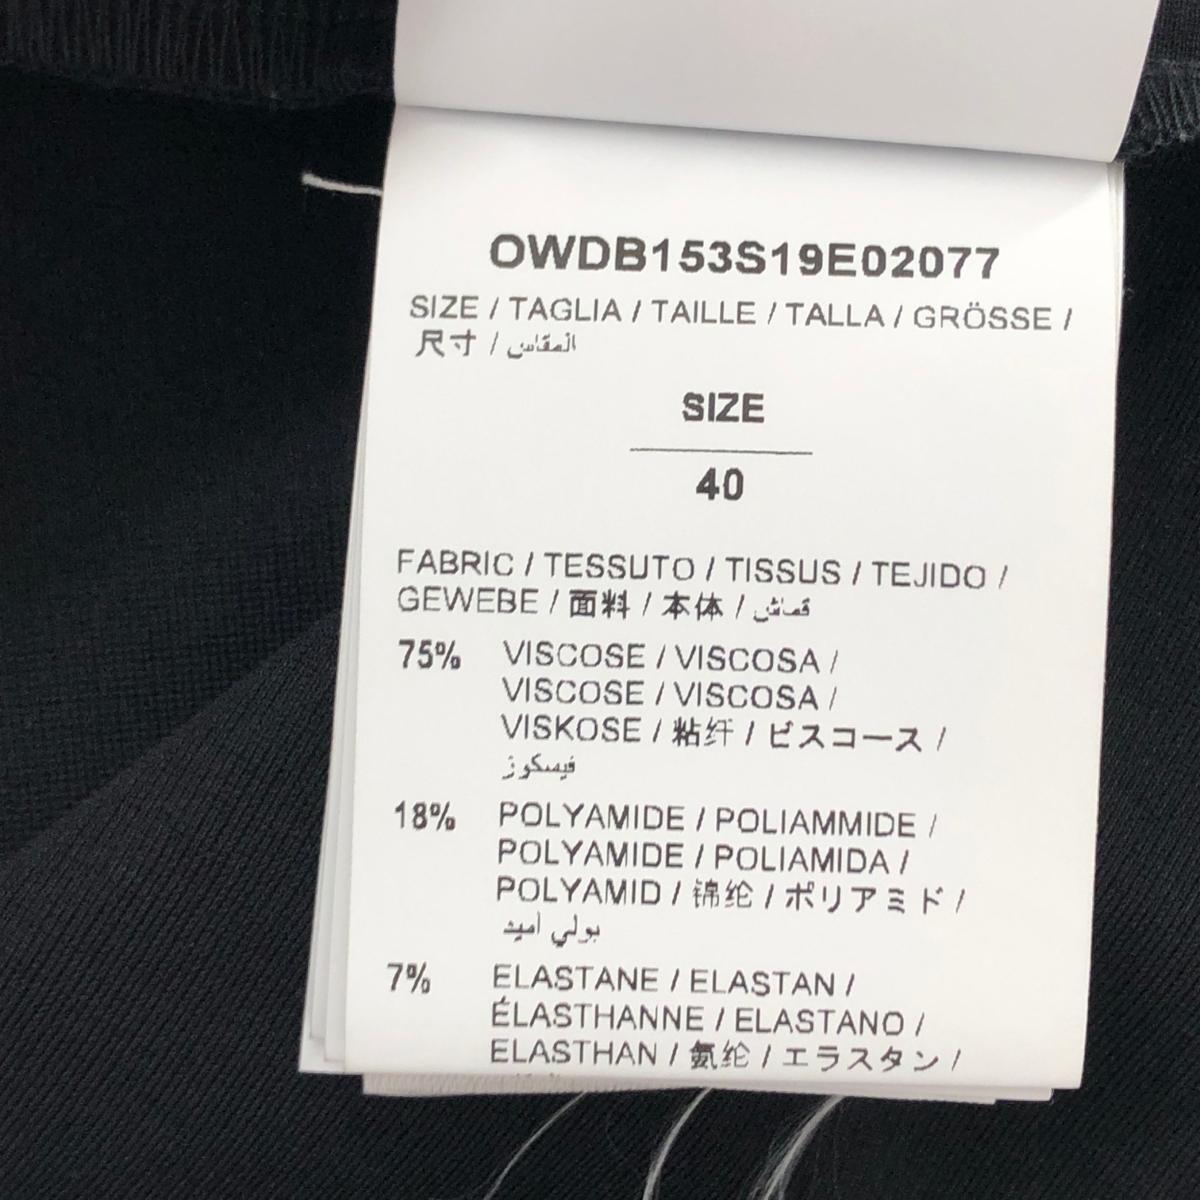 OWDB153S19E02077
SIZE / TAGLIA / TAILLE / TALLA / GRÖSSE /
尺寸 / المقاس
SIZE
40
FABRIC / TESSUTO / TISSUS / TEJIDO /
GEWEBE / 面料 / 本体 / قماش
75% VISCOSE / VISCOSA /
VISCOSE / VISCOSA /
VISKOSE / 粘纤 / ビスコース /
فيسكوز
18% POLYAMIDE / POLIAMMIDE /
POLYAMIDE / POLIAMIDA /
POLYAMID / 锦纶 / ポリアミド /
بولي اميد
7% ELASTANE / ELASTAN /
ÉLASTHANNE / ELASTANO /
ELASTHAN / 氨纶 / エラスタン /